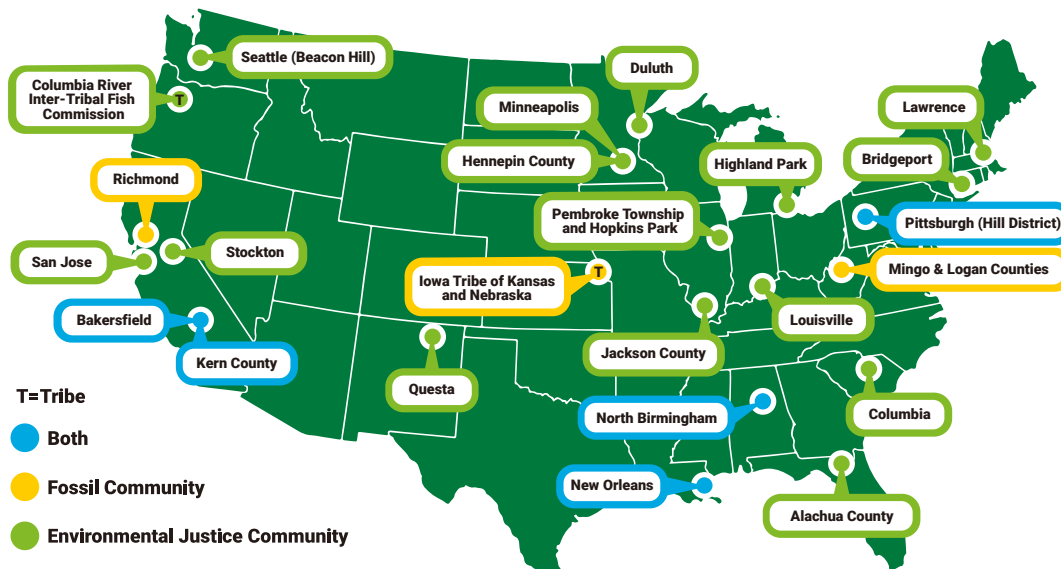 Seattle (Beacon Hill)
Columbia River
Inter-Tribal Fish
Commission
T
Duluth
Minneapolis
Hennepin County
Lawrence
Highland Park
Bridgeport
Richmond
Pembroke Township
and Hopkins Park
Pittsburgh (Hill District)
San Jose
Stockton
Iowa Tribe of Kansas
and Nebraska
T
Mingo & Logan Counties
Bakersfield
Kern County
Louisville
Jackson County
Questa
North Birmingham
Columbia
New Orleans
Alachua County
T=Tribe
Both
Fossil Community
Environmental Justice Community